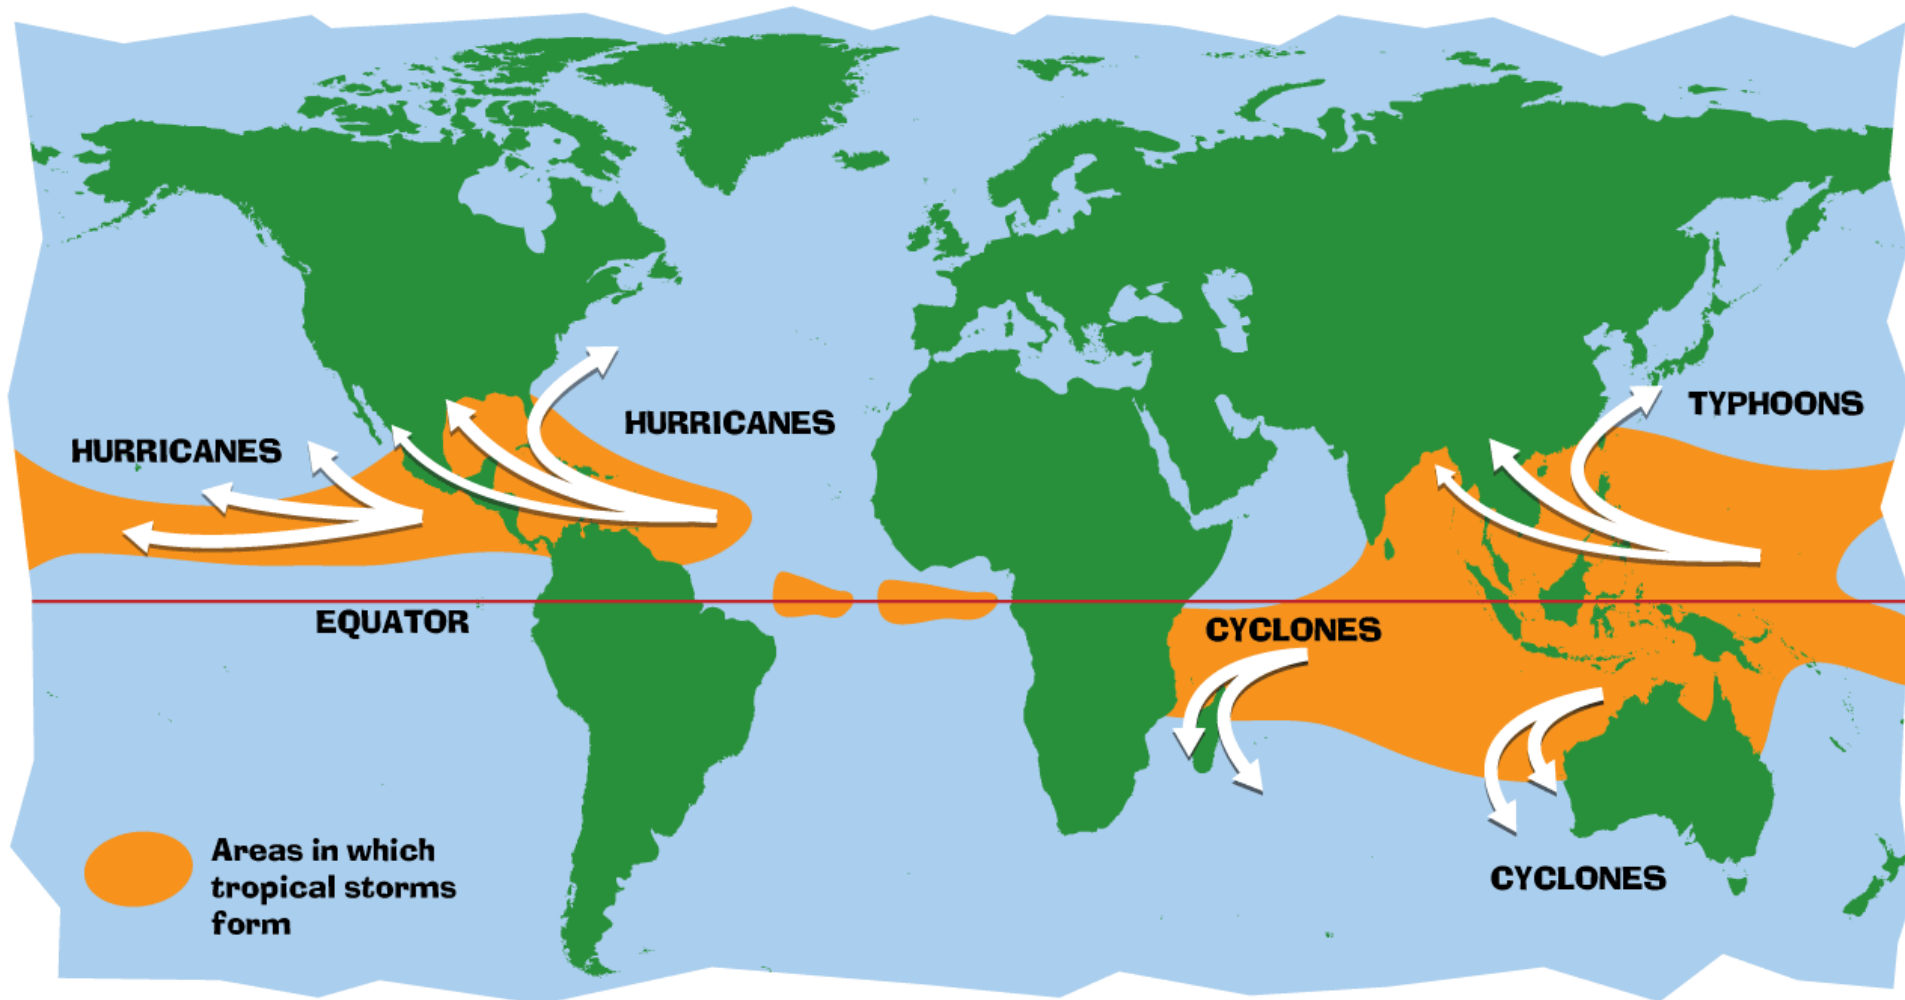 TYPHOONS
HURRICANES
HURRICANES
EQUATOR
CYCLONES
CYCLONES
Areas in which
tropical storms
form